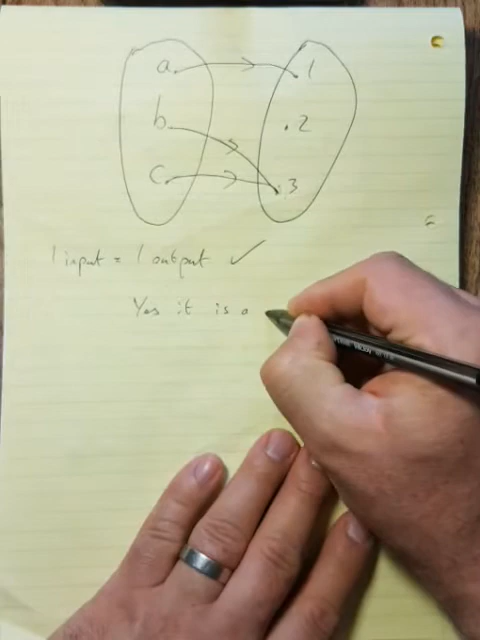 a 1
b 2
c 3
1 input = 1 output ✓
Yes it is a